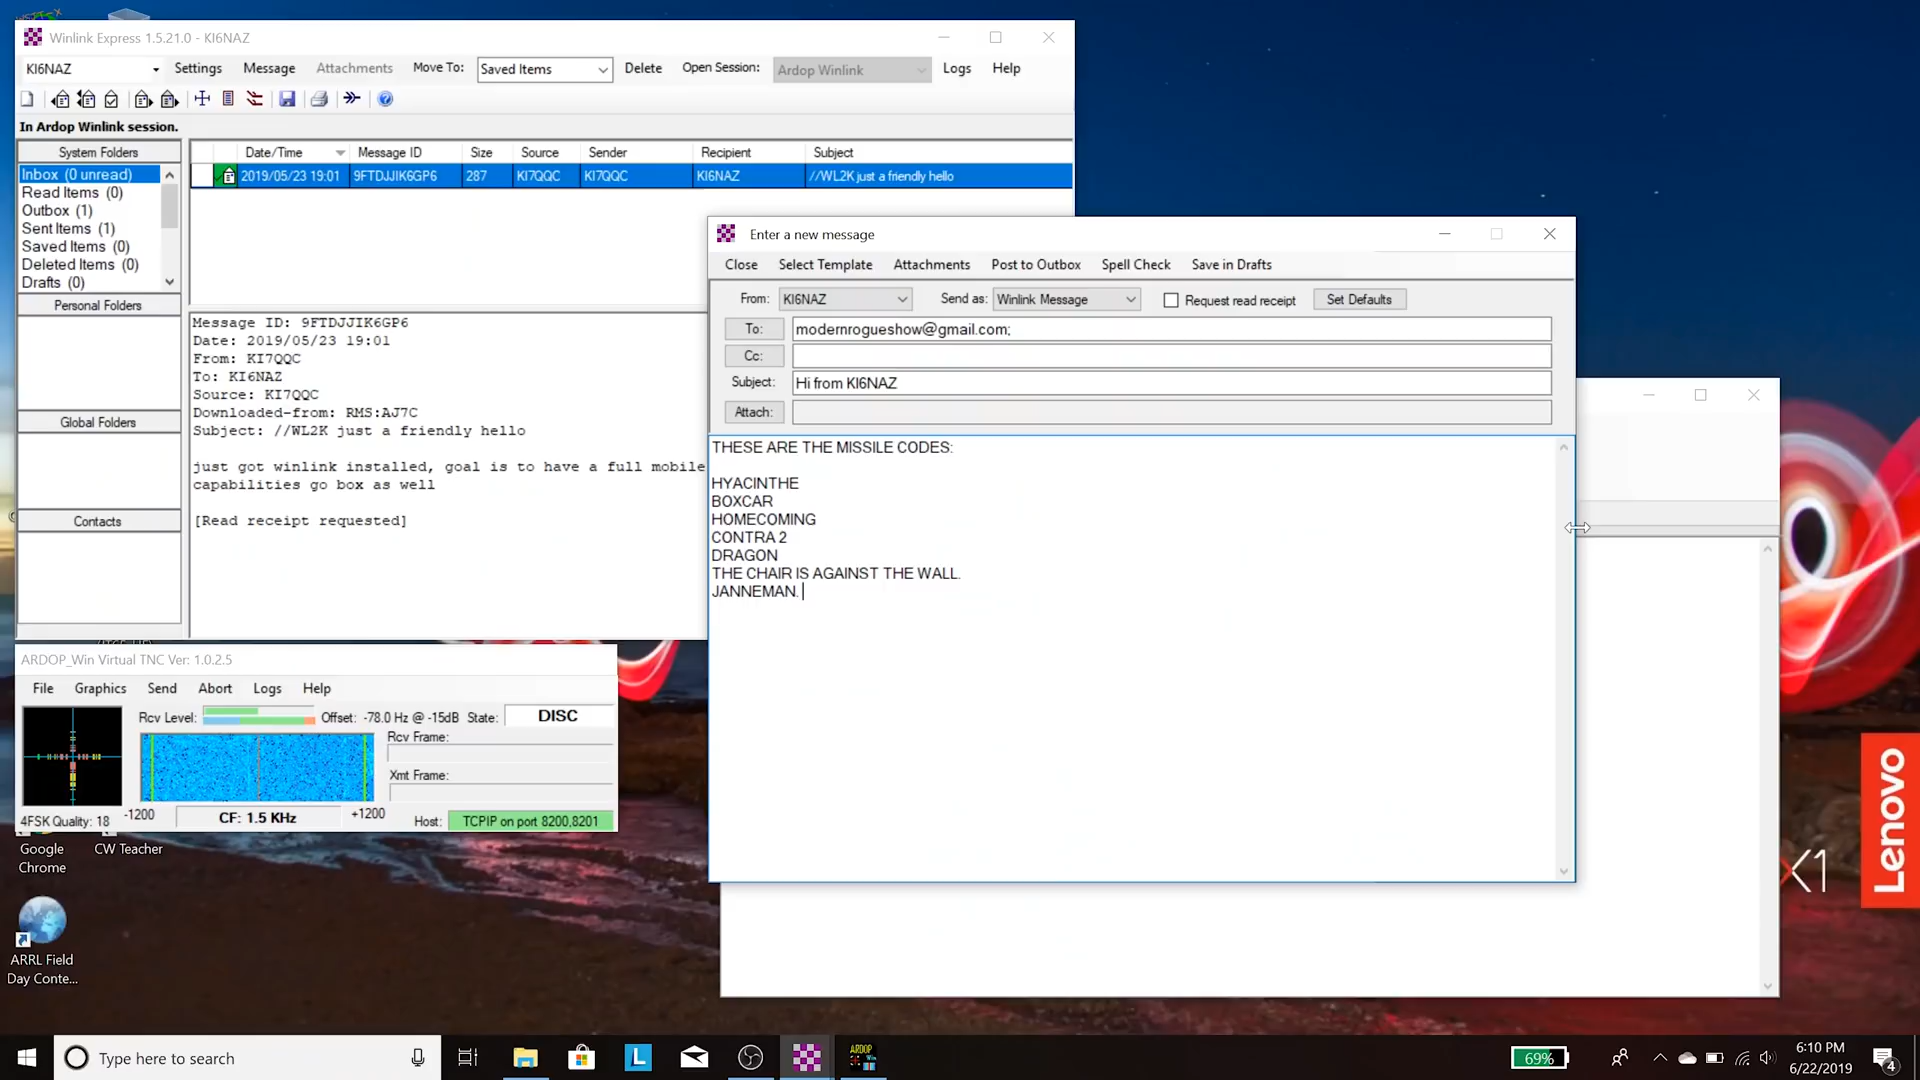 Winlink Express 1.5.21.0 - KI6NAZ
KI6NAZ Settings Message Attachments Move To: Saved Items Delete Open Session: Ardop Winlink Logs Help
In Ardop Winlink session.
System Folders
Inbox (0 unread)
Read Items (0)
Outbox (1)
Sent Items (1)
Saved Items (0)
Deleted Items (0)
Drafts (0)
Personal Folders
Global Folders
Contacts
Date/Time Message ID Size Source Sender Recipient Subject
2019/05/23 19:01 9FTDJJIK6GP6 287 KI7QQC KI7QQC KI6NAZ //WL2K just a friendly hello
Message ID: 9FTDJJIK6GP6
Date: 2019/05/23 19:01
From: KI7QQC
To: KI6NAZ
Source: KI7QQC
Downloaded-from: RMS:AJ7C
Subject: //WL2K just a friendly hello
just got winlink installed, goal is to have a full mobile
capabilities go box as well
[Read receipt requested]
Enter a new message
Close Select Template Attachments Post to Outbox Spell Check Save in Drafts
From: KI6NAZ Send as: Winlink Message Request read receipt Set Defaults
To: modernrogueshow@gmail.com;
Cc:
Subject: Hi from KI6NAZ
Attach:
THESE ARE THE MISSILE CODES:
HYACINTHE
BOXCAR
HOMECOMING
CONTRA 2
DRAGON
THE CHAIR IS AGAINST THE WALL.
JANNEMAN.
ARDOP_Win Virtual TNC Ver: 1.0.2.5
File Graphics Send Abort Logs Help
Rcv Level: Offset: -78.0 Hz @ -15dB State: DISC
Rcv Frame:
Xmt Frame:
4FSK Quality: 18 -1200 CF: 1.5 KHz +1200 Host: TCPIP on port 8200,8201
Google
Chrome
CW Teacher
ARRL Field
Day Conte...
X1
Lenovo
Type here to search
L
ARDOP
Win
69%
6:10 PM
6/22/2019
4